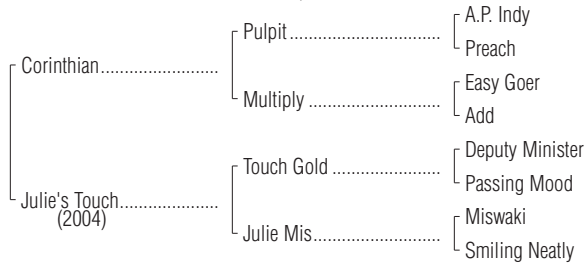 A.P. Indy
Pulpit........................................
Preach
Corinthian........................
Easy Goer
Multiply ...................................
Add
Deputy Minister
Touch Gold .............................
Passing Mood
Julie's Touch....................
(2004)
Miswaki
Julie Mis..................................
Smiling Neatly